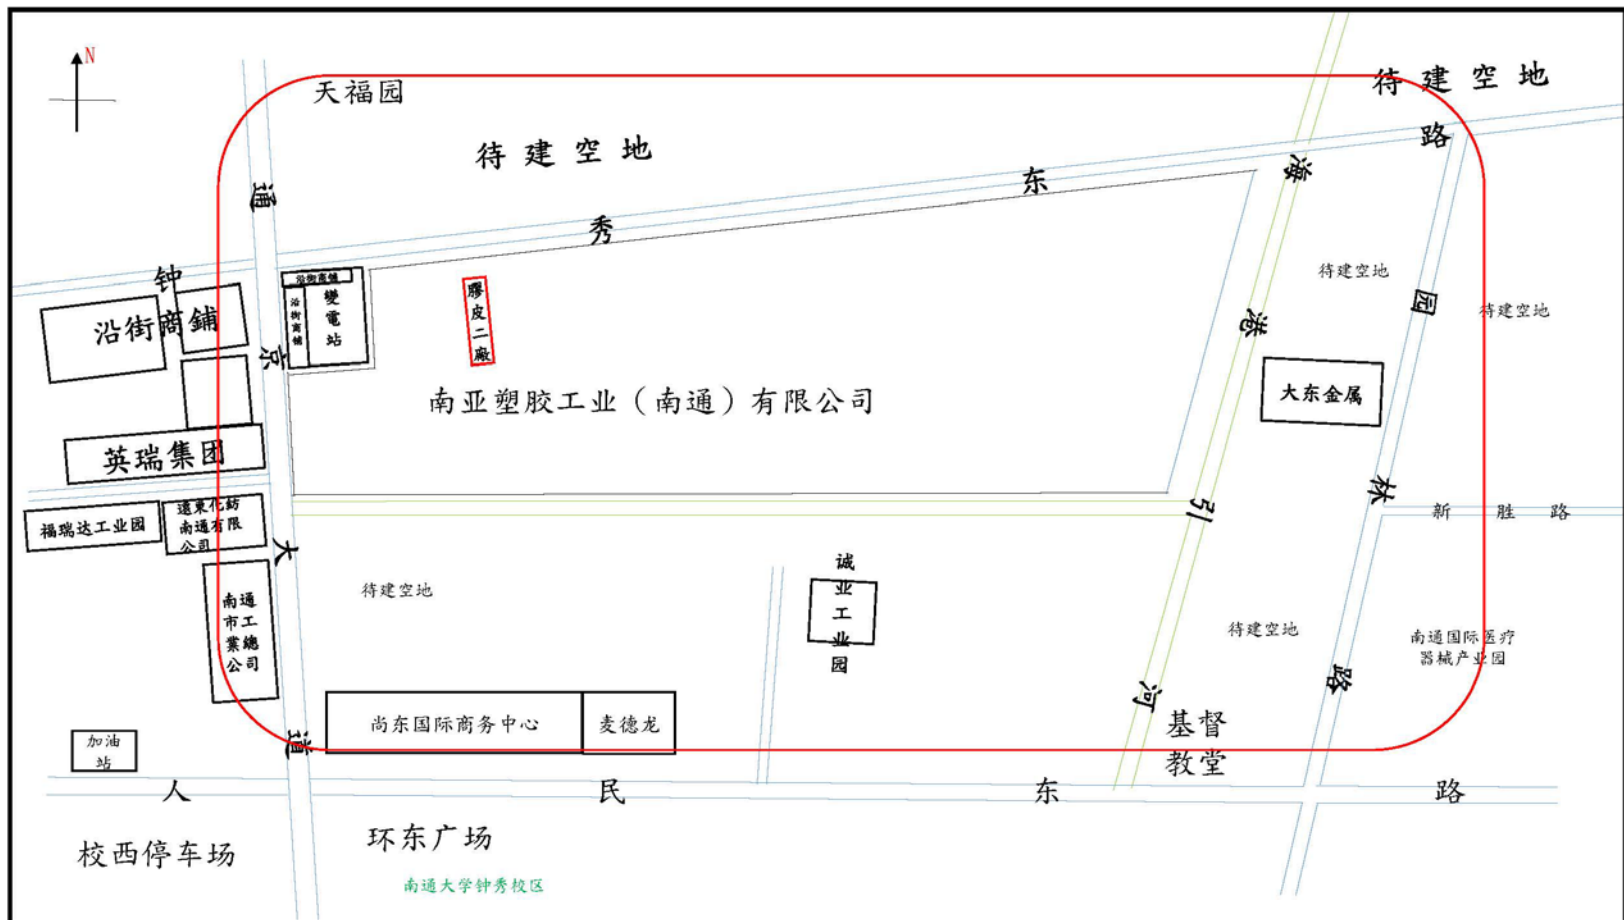 N
天福园
待建空地
待建空地
钟秀东路
通京大道
海港引河
园林路
沿街商铺
沿街商铺
沿街商铺
變電站
膠皮二廠
待建空地
待建空地
南亚塑胶工业（南通）有限公司
大东金属
英瑞集团
福瑞达工业园
遠東化紡
南通有限
公司
新胜路
南通
市工
業總
公司
待建空地
诚业工业园
待建空地
南通国际医疗
器械产业园
尚东国际商务中心
麦德龙
基督
教堂
加油
站
人民东路
校西停车场
环东广场
南通大学钟秀校区